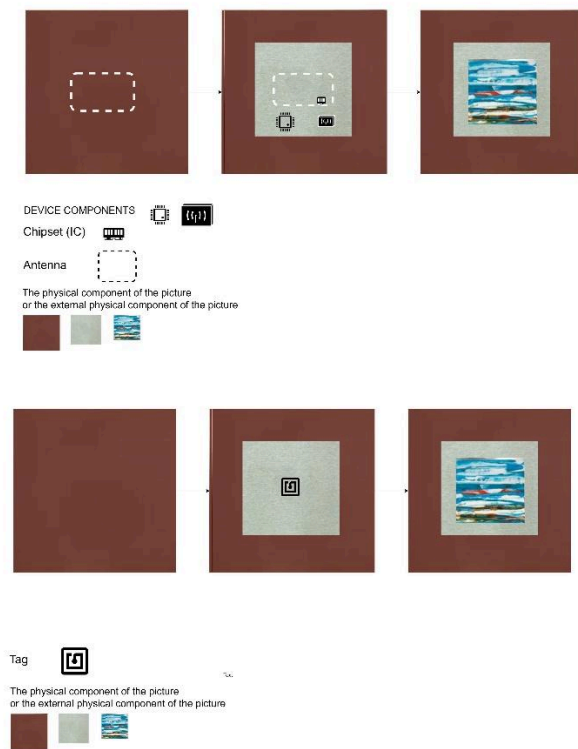 DEVICE COMPONENTS
Chipset (IC)
Antenna
The physical component of the picture
or the external physical component of the picture
Tag
The physical component of the picture
or the external physical component of the picture